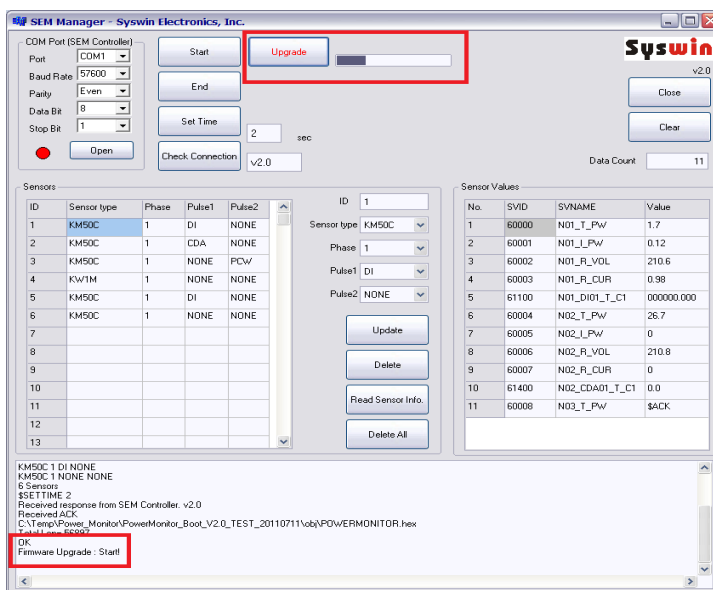 SEM Manager - Syswin Electronics, Inc.
COM Port (SEM Controller)
Port COM1
Baud Rate 57600
Parity Even
Data Bit 8
Stop Bit 1
Open
Start
End
Set Time
2 sec
Check Connection
v2.0
Upgrade
Syswin
v2.0
Close
Clear
Data Count 11
Sensors
ID Sensor type Phase Pulse1 Pulse2
1 KM50C 1 DI NONE
2 KM50C 1 CDA NONE
3 KM50C 1 NONE PCW
4 KW1M 1 NONE NONE
5 KM50C 1 DI NONE
6 KM50C 1 NONE NONE
7
8
9
10
11
12
13
ID 1
Sensor type KM50C
Phase 1
Pulse1 DI
Pulse2 NONE
Update
Delete
Read Sensor Info.
Delete All
Sensor Values
No. SVID SVNAME Value
1 60000 N01_T_PW 1.7
2 60001 N01_I_PW 0.12
3 60002 N01_R_VOL 210.6
4 60003 N01_R_CUR 0.98
5 61100 N01_DI01_T_C1 000000.000
6 60004 N02_T_PW 26.7
7 60005 N02_I_PW 0
8 60006 N02_R_VOL 210.8
9 60007 N02_R_CUR 0
10 61400 N02_CDA01_T_C1 0.0
11 60008 N03_T_PW $ACK
KM50C 1 DI NONE
KM50C 1 NONE NONE
6 Sensors
$SETTIME 2
Received response from SEM Controller. v2.0
Received ACK
C:\Temp\Power_Monitor\PowerMonitor_Boot_V2.0_TEST_20110711\obj\POWERMONITOR.hex
OK
Firmware Upgrade : Start!